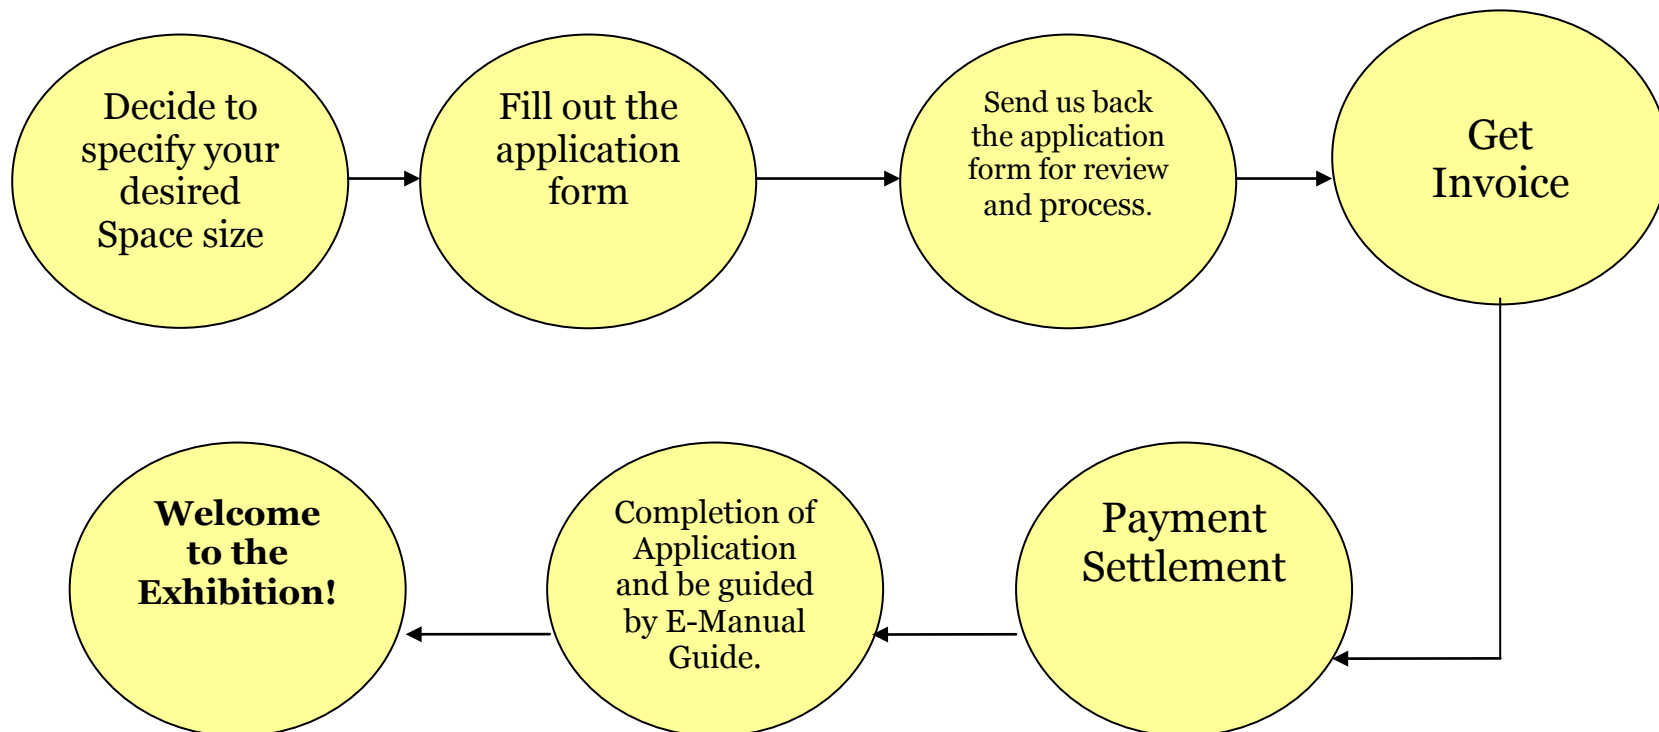 Decide to
specify your
desired
Space size
Fill out the
application
form
Send us back
the application
form for review
and process.
Get
Invoice
Payment
Settlement
Completion of
Application
and be guided
by E-Manual
Guide.
Welcome
to the
Exhibition!